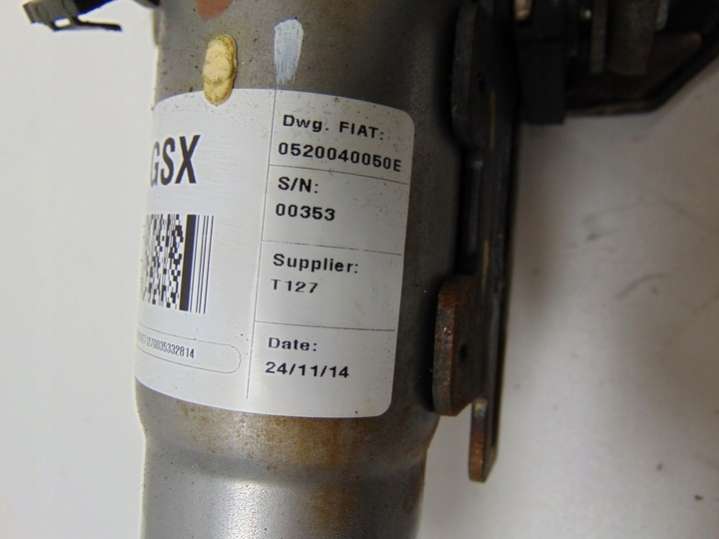 GSX
Dwg. FIAT:
0520040050E
S/N:
00353
Supplier:
T127
Date:
24/11/14